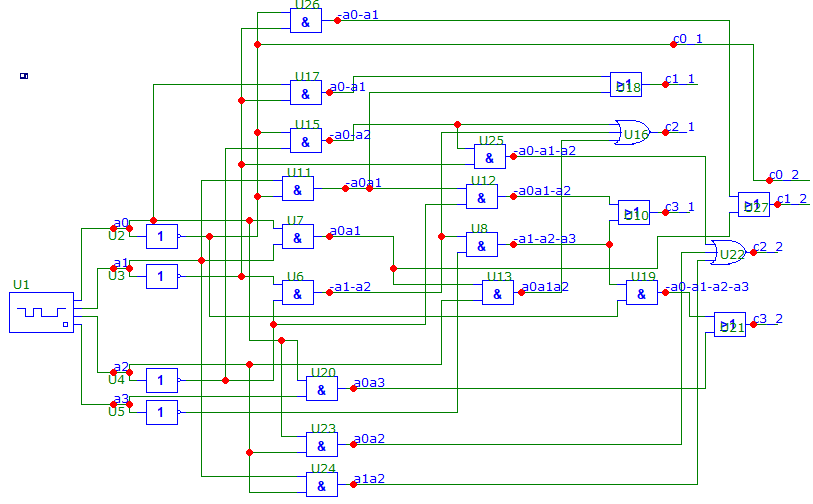 U26
&
-a0-a1
c0_1
U17
&
a0-a1
≥1
U18
c1_1
U15
&
-a0-a2
U16
c2_1
U25
&
-a0-a1-a2
U11
&
-a0a1
U12
&
-a0a1-a2
c0_2
≥1
U27
c1_2
≥1
U10
c3_1
a0
U2
1
U7
&
a0a1
U8
&
-a1-a2-a3
U22
c2_2
a1
U3
1
U1
U6
&
-a1-a2
U13
&
a0a1a2
U19
&
-a0-a1-a2-a3
≥1
U21
c3_2
a2
U4
1
U20
&
a0a3
a3
U5
1
U23
&
a0a2
U24
&
a1a2